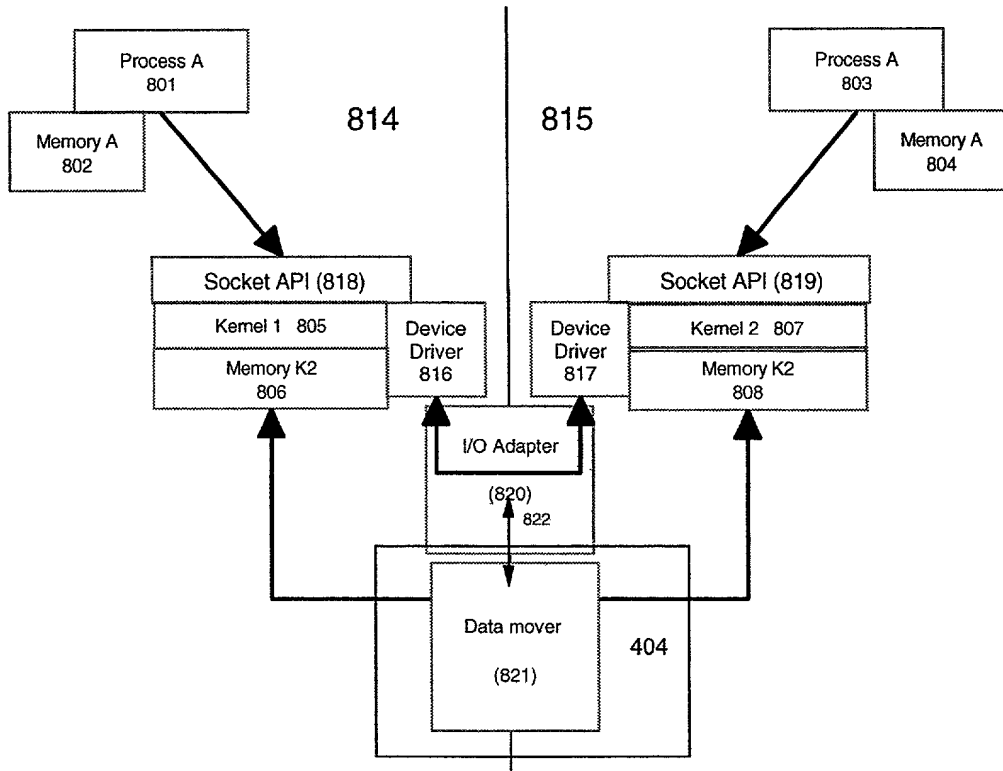 Process A
801
Memory A
802
814
815
Process A
803
Memory A
804
Socket API (818)
Kernel 1 805
Memory K2
806
Device
Driver
816
Device
Driver
817
Socket API (819)
Kernel 2 807
Memory K2
808
I/O Adapter
(820)
822
Data mover
(821)
404